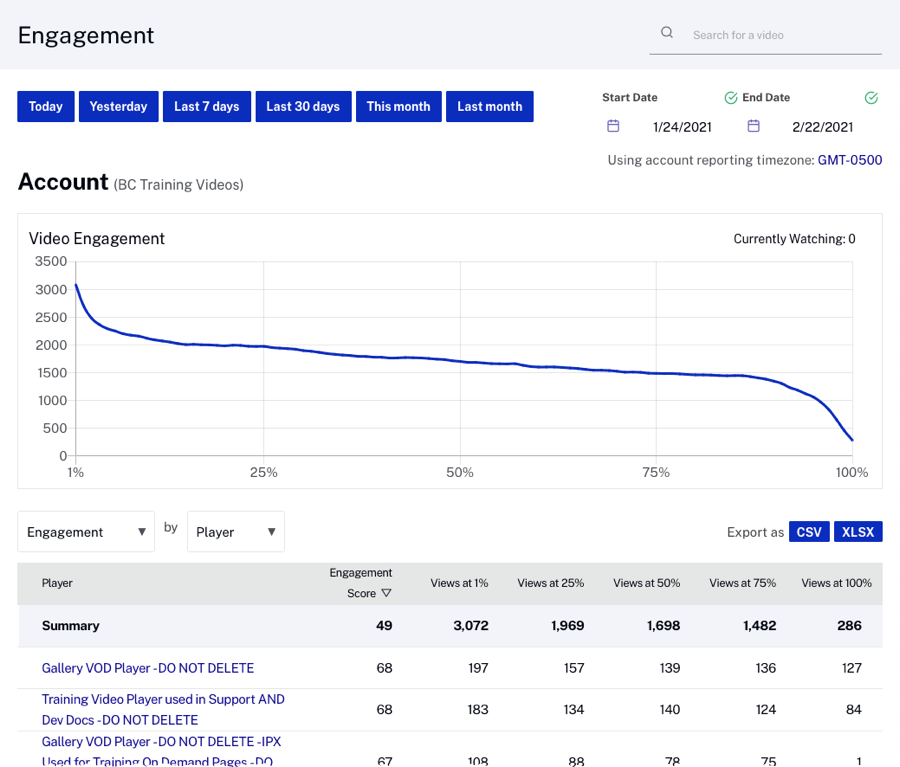 Engagement
Search for a video
Today Yesterday Last 7 days Last 30 days This month Last month
Start Date End Date
1/24/2021 2/22/2021
Using account reporting timezone: GMT-0500
Account (BC Training Videos)
Video Engagement Currently Watching: 0
3500
3000
2500
2000
1500
1000
500
0
1% 25% 50% 75% 100%
Engagement by Player Export as CSV XLSX
Player Engagement Score Views at 1% Views at 25% Views at 50% Views at 75% Views at 100%
Summary 49 3,072 1,969 1,698 1,482 286
Gallery VOD Player - DO NOT DELETE 68 197 157 139 136 127
Training Video Player used in Support AND
Dev Docs - DO NOT DELETE 68 183 134 140 124 84
Gallery VOD Player - DO NOT DELETE - IPX
Used for Training On Demand Pages - DO 67 108 88 78 75 1